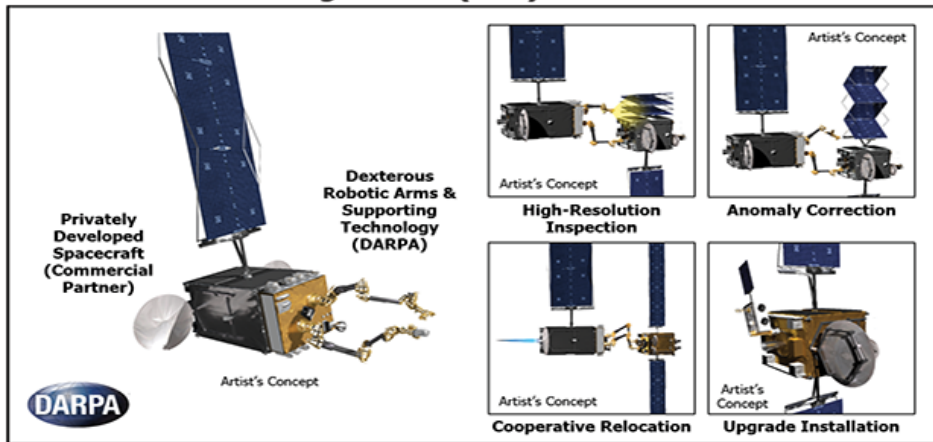 Privately
Developed
Spacecraft
(Commercial
Partner)
Dexterous
Robotic Arms &
Supporting
Technology
(DARPA)
Artist's Concept
DARPA
Artist's Concept
High-Resolution
Inspection
Artist's Concept
Anomaly Correction
Artist's Concept
Cooperative Relocation
Artist's
Concept
Upgrade Installation